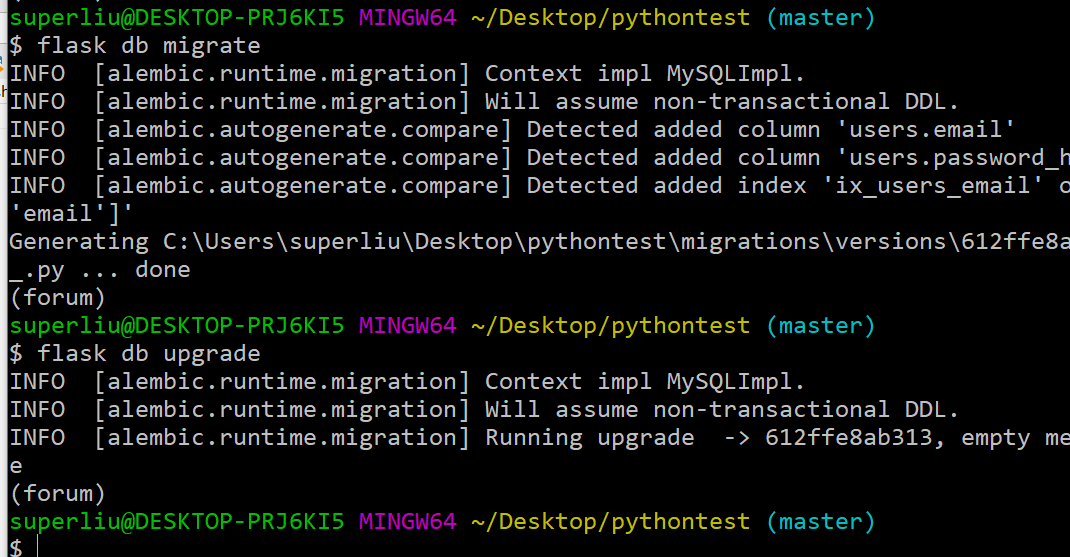 superliu@DESKTOP-PRJ6KI5 MINGW64 ~/Desktop/pythontest (master)
$ flask db migrate
INFO  [alembic.runtime.migration] Context impl MySQLImpl.
INFO  [alembic.runtime.migration] Will assume non-transactional DDL.
INFO  [alembic.autogenerate.compare] Detected added column 'users.email'
INFO  [alembic.autogenerate.compare] Detected added column 'users.password_h
INFO  [alembic.autogenerate.compare] Detected added index 'ix_users_email' o
'email']'
Generating C:\Users\superliu\Desktop\pythontest\migrations\versions\612ffe8a
_.py ... done
(forum)
superliu@DESKTOP-PRJ6KI5 MINGW64 ~/Desktop/pythontest (master)
$ flask db upgrade
INFO  [alembic.runtime.migration] Context impl MySQLImpl.
INFO  [alembic.runtime.migration] Will assume non-transactional DDL.
INFO  [alembic.runtime.migration] Running upgrade  -> 612ffe8ab313, empty me
e
(forum)
superliu@DESKTOP-PRJ6KI5 MINGW64 ~/Desktop/pythontest (master)
$